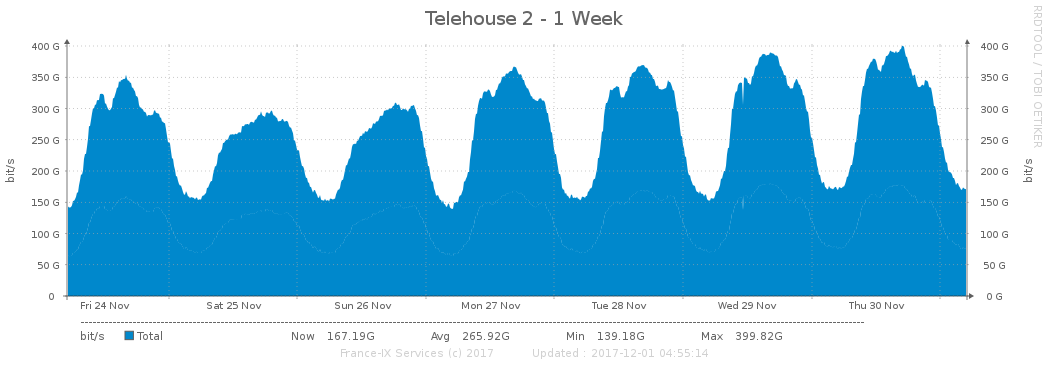 Telehouse 2 - 1 Week
RRDTOOL / TOBI OETIKER
400 G 400 G
350 G 350 G
300 G 300 G
250 G 250 G
200 G 200 G
150 G 150 G
100 G 100 G
50 G 50 G
0 0 G
bit/s bit/s
Fri 24 Nov Sat 25 Nov Sun 26 Nov Mon 27 Nov Tue 28 Nov Wed 29 Nov Thu 30 Nov
bit/s Total Now 167.19G Avg 265.92G Min 139.18G Max 399.82G
France-IX Services (c) 2017 Updated : 2017-12-01 04:55:14